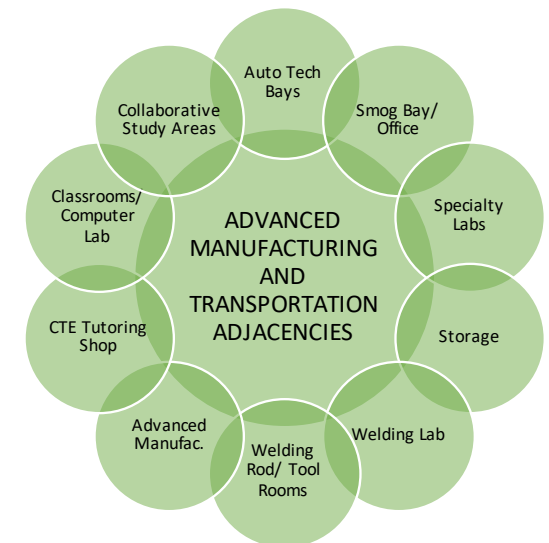 Auto Tech
Bays
Smog Bay/
Office
Specialty
Labs
Storage
Welding Lab
Welding
Rod/ Tool
Rooms
Advanced
Manufac.
CTE Tutoring
Shop
Classrooms/
Computer
Lab
Collaborative
Study Areas
ADVANCED
MANUFACTURING
AND
TRANSPORTATION
ADJACENCIES